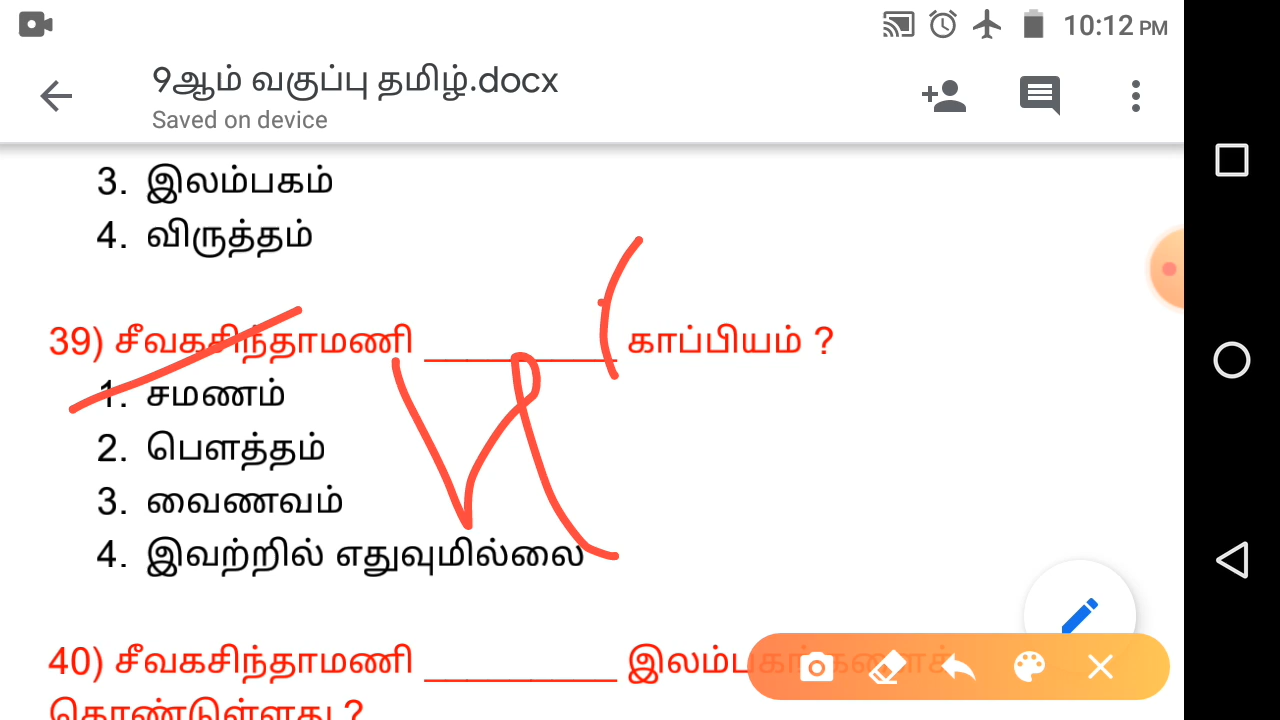 10:12 PM
9ஆம் வகுப்பு தமிழ்.docx
Saved on device
3. இலம்பகம்
4. விருத்தம்
39) சீவகசிந்தாமணி __________ காப்பியம் ?
1. சமணம்
2. பௌத்தம்
3. வைணவம்
4. இவற்றில் எதுவுமில்லை
40) சீவகசிந்தாமணி __________ இலம்பகங்களைக்
கொண்டுள்ளது ?